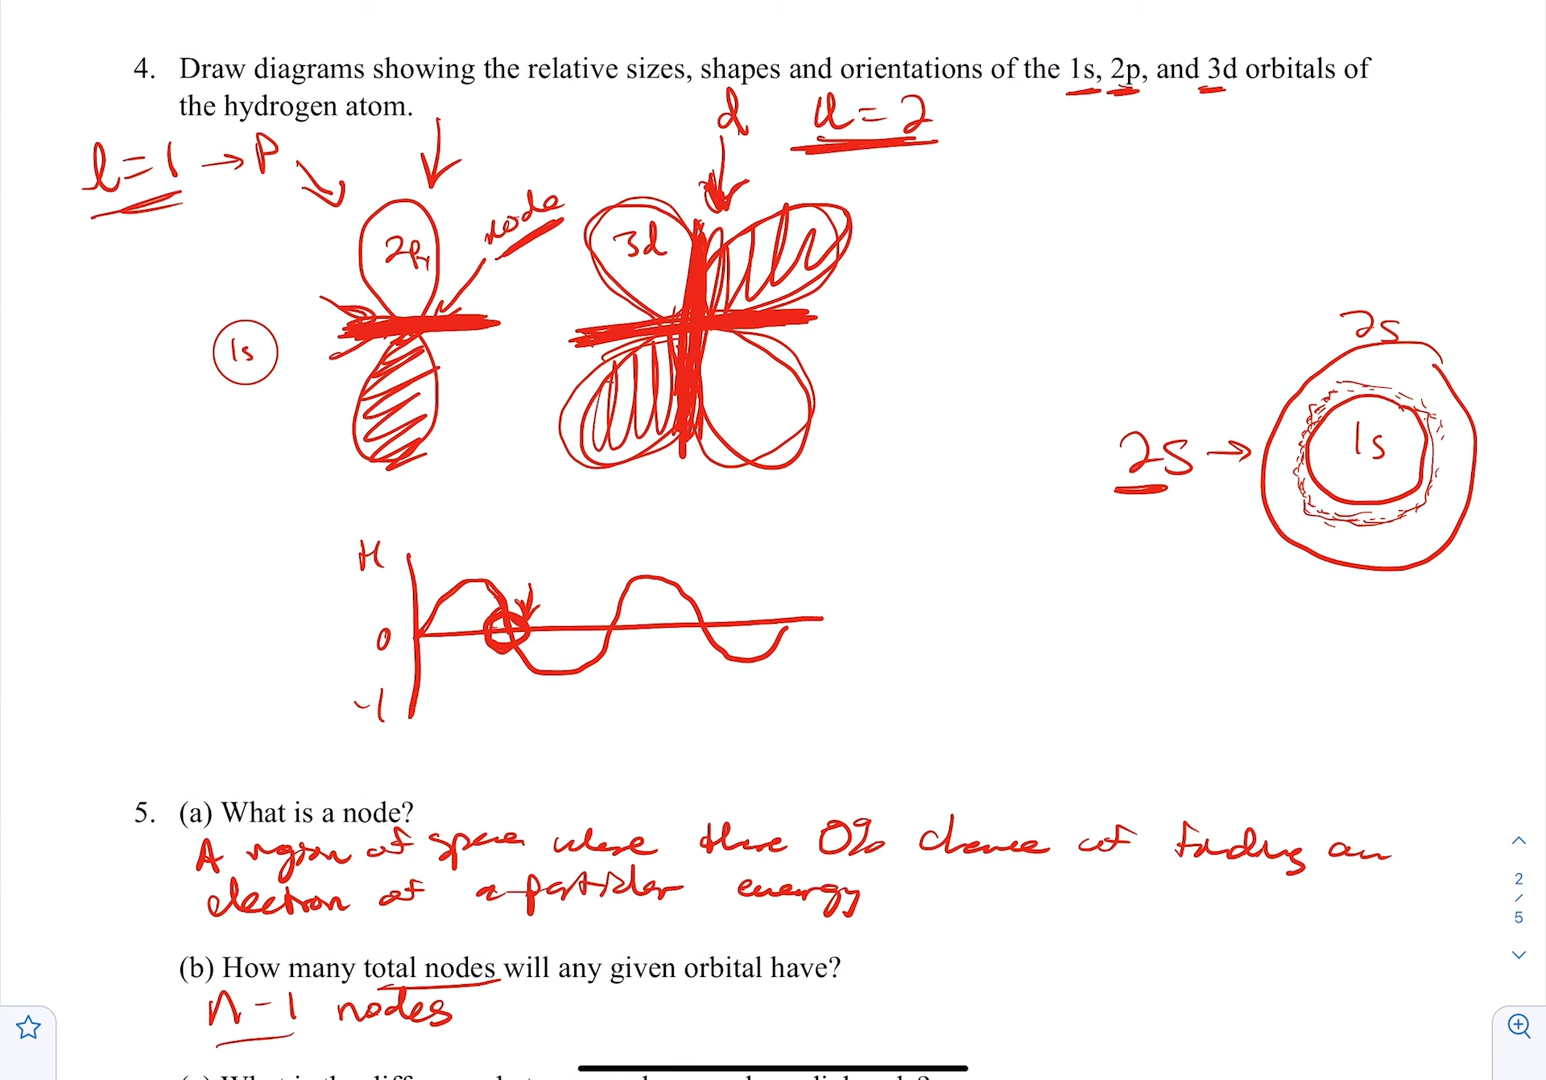 4. Draw diagrams showing the relative sizes, shapes and orientations of the 1s, 2p, and 3d orbitals of
the hydrogen atom.
d l = 2
l = 1 → P
node
2p
3d
1s
2s
2s →
1s
+1
0
-1
5. (a) What is a node?
A region of space where there 0% chance of finding an
electron of a particular energy
(b) How many total nodes will any given orbital have?
n - 1 nodes
2
/
5